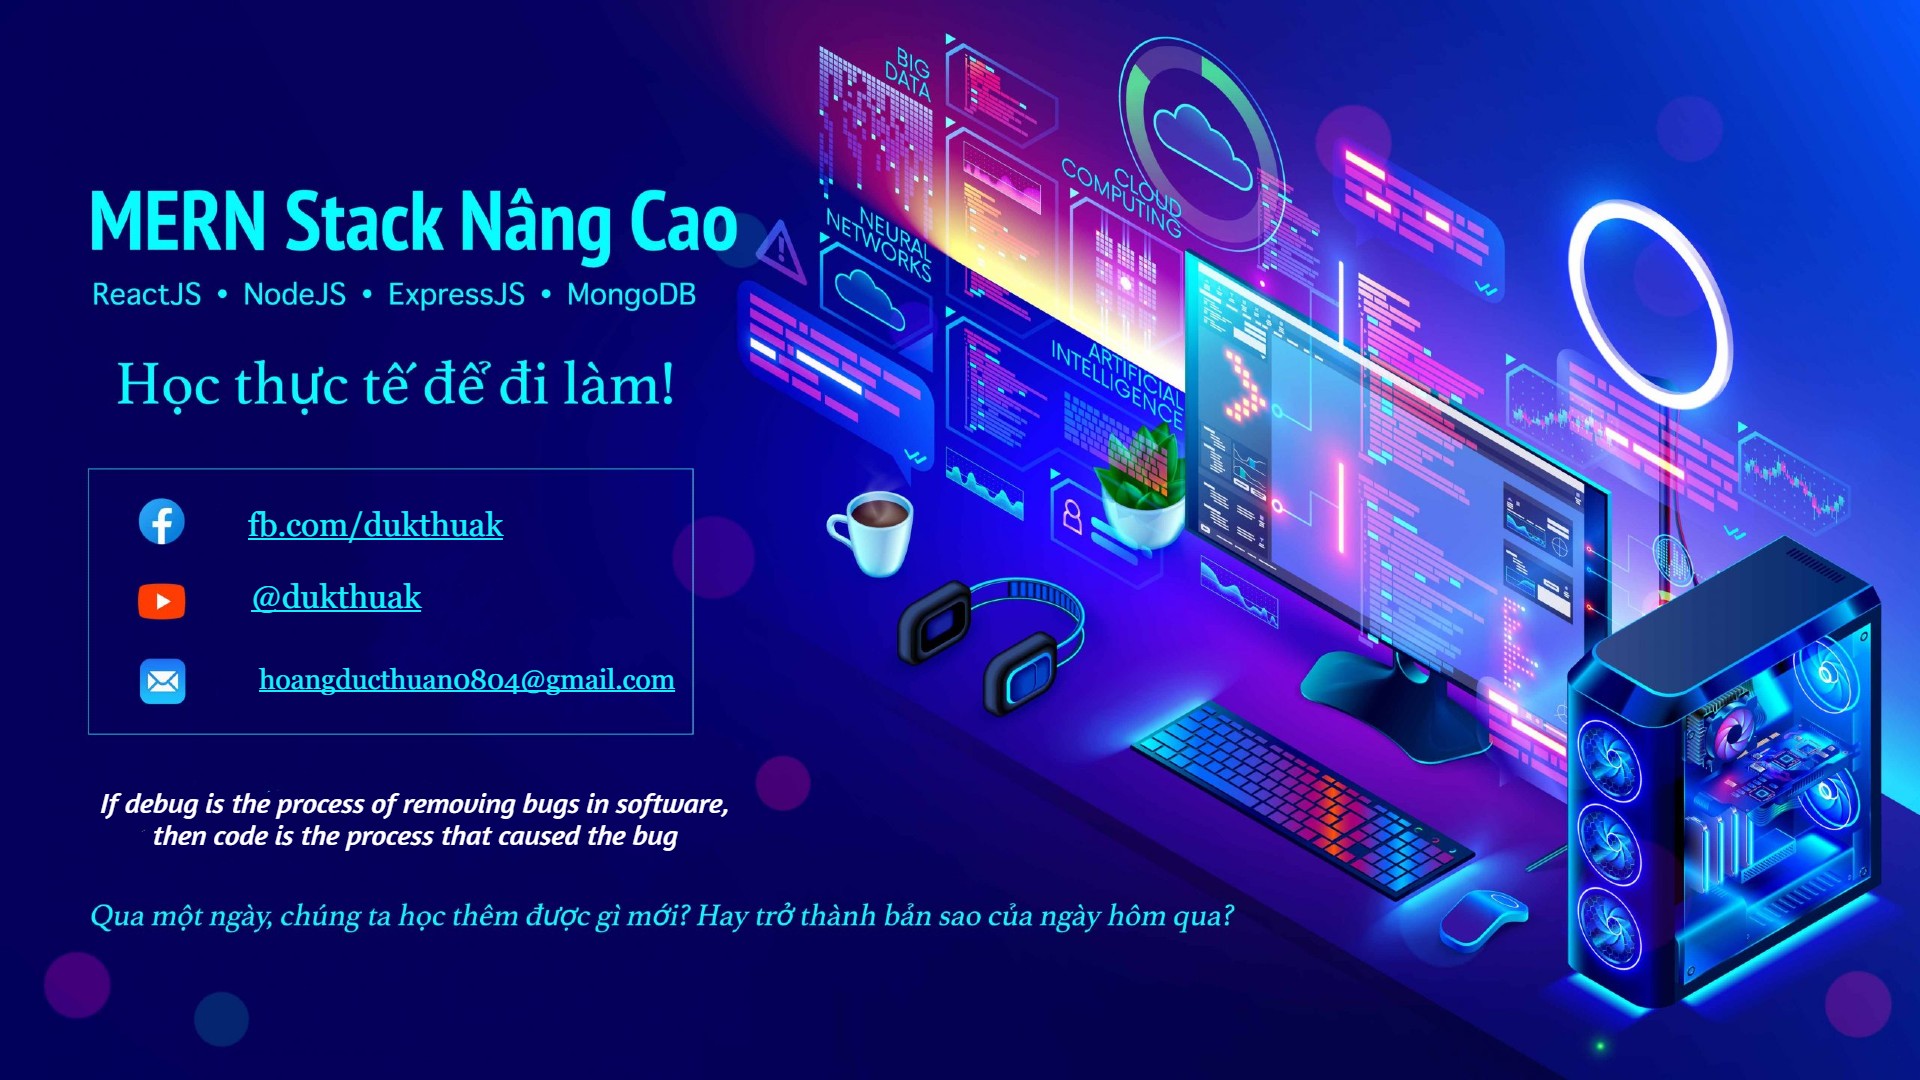 MERN Stack Nâng Cao
ReactJS • NodeJS • ExpressJS • MongoDB
Học thực tế để đi làm!
fb.com/dukthuak
@dukthuak
hoangducthuan0804@gmail.com
If debug is the process of removing bugs in software,
then code is the process that caused the bug
Qua một ngày, chúng ta học thêm được gì mới? Hay trở thành bản sao của ngày hôm qua?
BIG
DATA
NEURAL
NETWORKS
CLOUD
COMPUTING
ARTIFICIAL
INTELLIGENCE